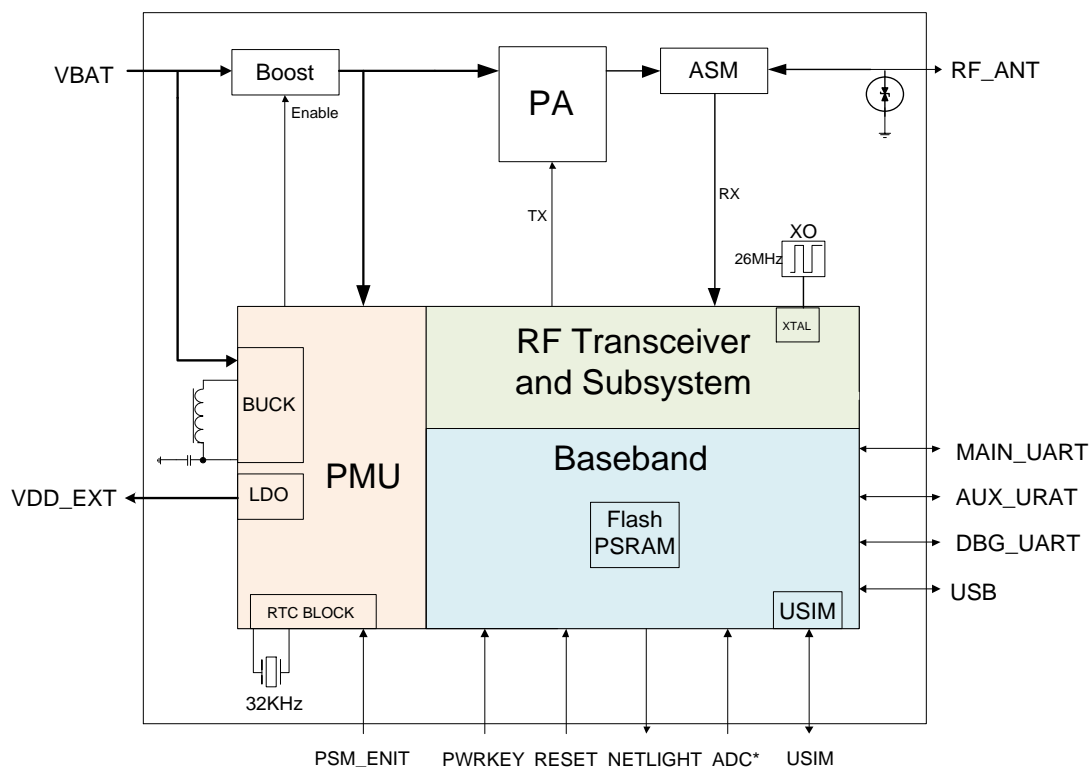 VBAT
Boost
PA
ASM
RF_ANT
Enable
TX
RX
XO
26MHz
XTAL
RF Transceiver
and Subsystem
BUCK
PMU
Baseband
MAIN_UART
LDO
VDD_EXT
AUX_URAT
Flash
PSRAM
DBG_UART
USB
RTC BLOCK
USIM
32KHz
PSM_ENIT
PWRKEY
RESET
NETLIGHT
ADC*
USIM